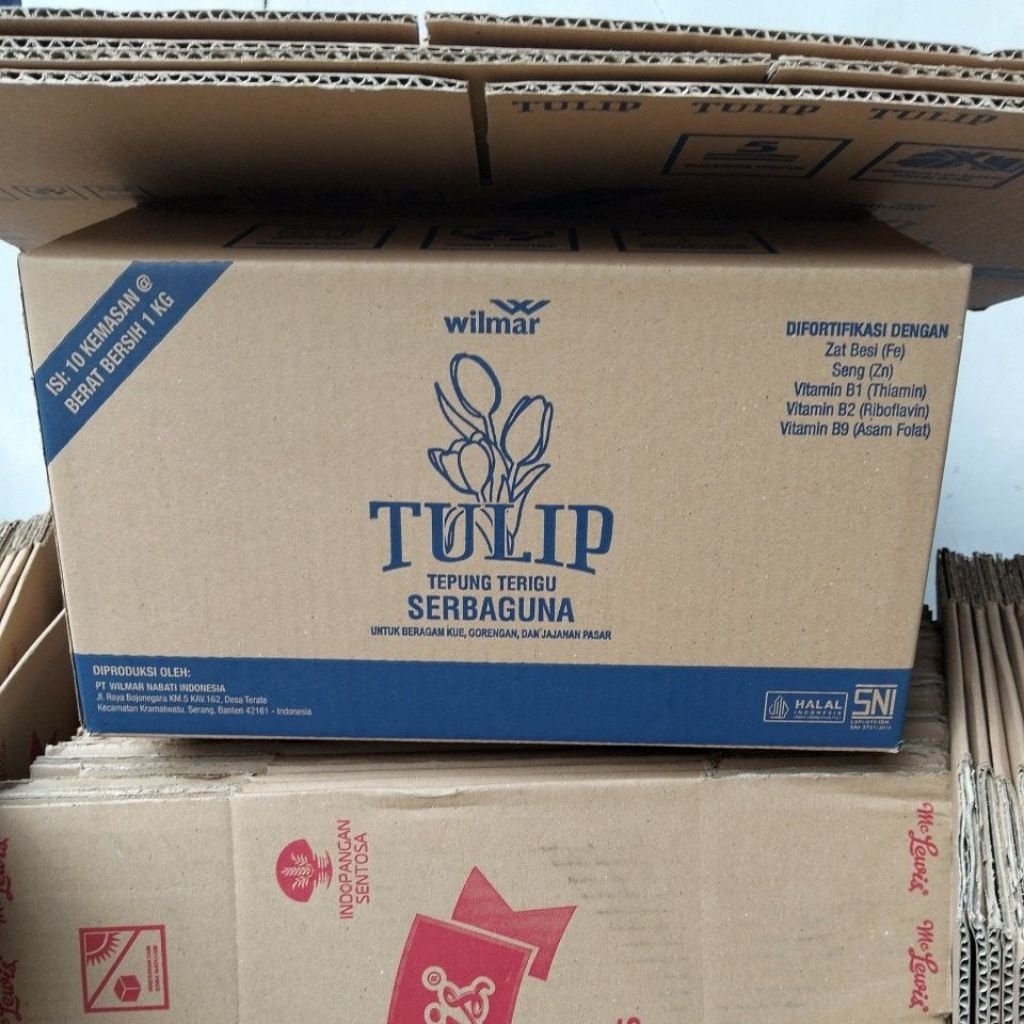 TULIP TULIP TULIP
5
ISI: 10 KEMASAN @
BERAT BERSIH 1 KG
wilmar
DIFORTIFIKASI DENGAN
Zat Besi (Fe)
Seng (Zn)
Vitamin B1 (Thiamin)
Vitamin B2 (Riboflavin)
Vitamin B9 (Asam Folat)
TULIP
TEPUNG TERIGU
SERBAGUNA
UNTUK BERAGAM KUE, GORENGAN, DAN JAJANAN PASAR
DIPRODUKSI OLEH:
PT WILMAR NABATI INDONESIA
Jl. Raya Bojonegara KM.5 KAV.162, Desa Terate
Kecamatan Kramatwatu, Serang, Banten 42161 - Indonesia
HALAL
INDONESIA
SNI
INDOPANGAN
SENTOSA
McLewis
McLewis